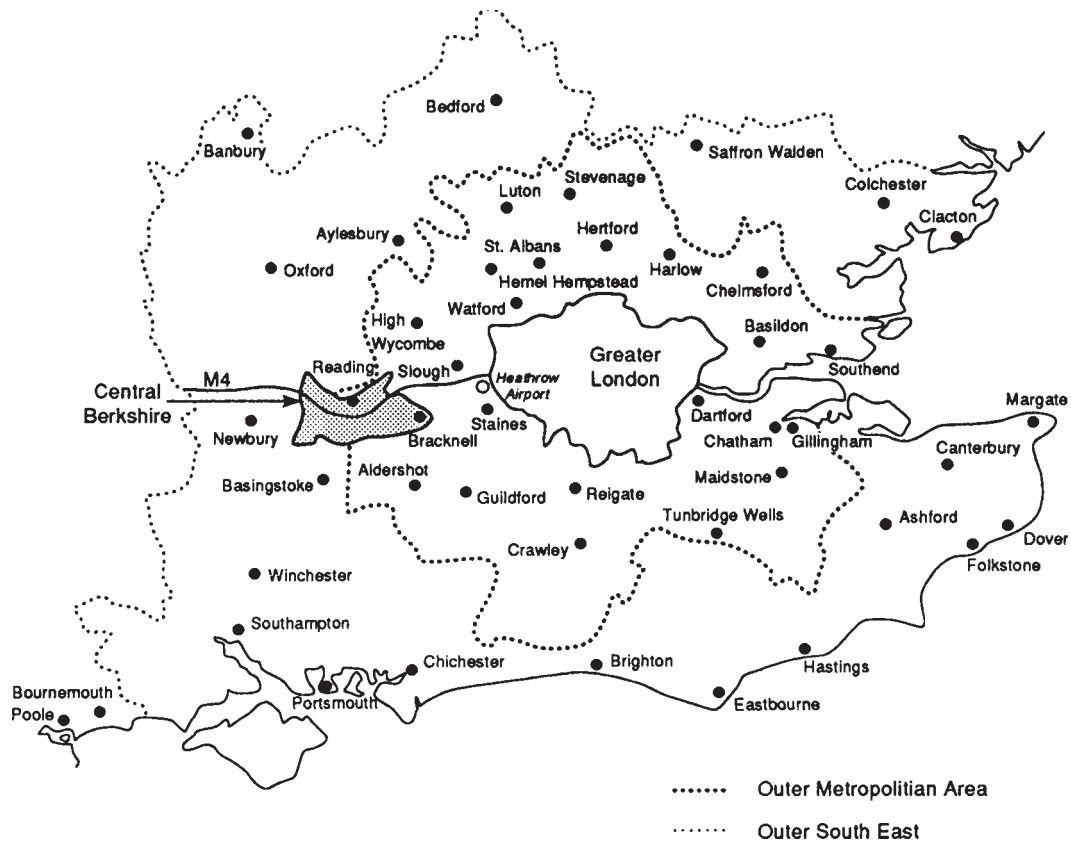 Bedford
Banbury
Saffron Walden
Stevenage
Luton
Colchester
Clacton
Hertford
Aylesbury
St. Albans
Oxford
Harlow
Hemel Hempstead
Chelmsford
Watford
High
Wycombe
Basildon
Greater
London
Reading
Slough
Southend
M4
Heathrow
Airport
Central
Berkshire
Dartford
Margate
Staines
Newbury
Bracknell
Chatham
Gillingham
Canterbury
Aldershot
Maidstone
Basingstoke
Guildford
Reigate
Tunbridge Wells
Ashford
Dover
Crawley
Folkstone
Winchester
Southampton
Chichester
Brighton
Hastings
Bournemouth
Poole
Portsmouth
Eastbourne
Outer Metropolitian Area
Outer South East